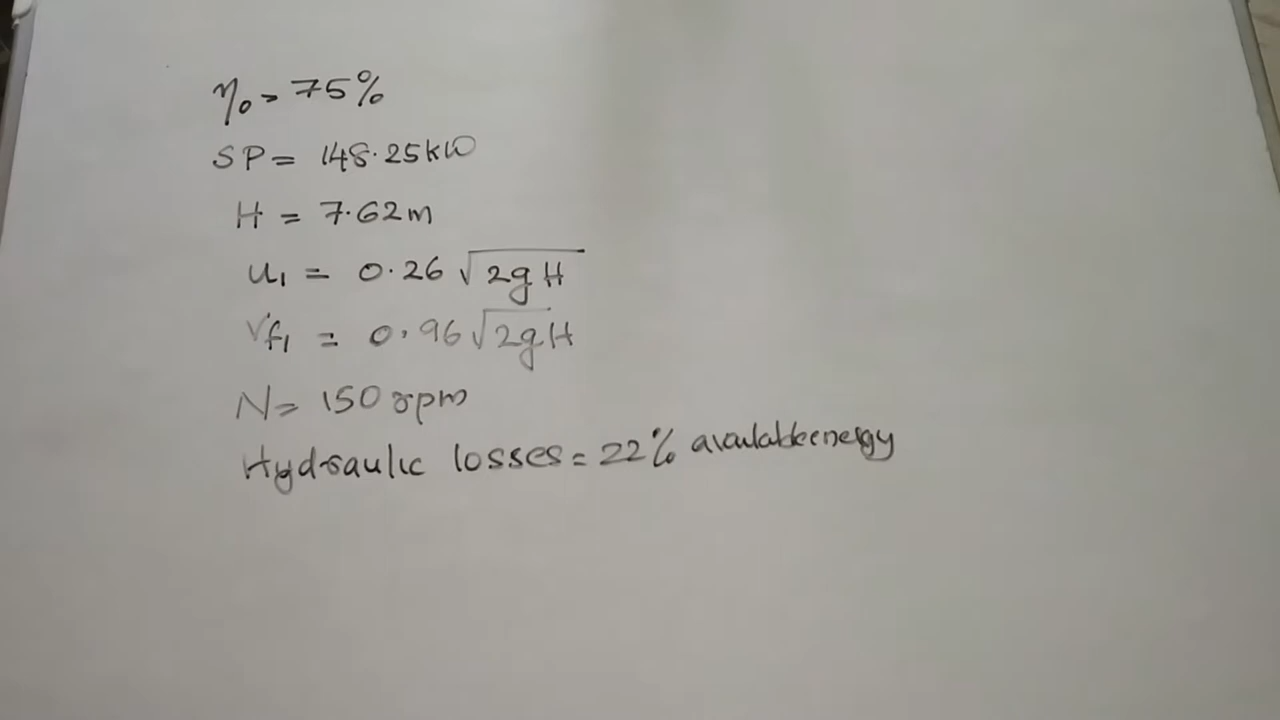 η₀ = 75%
SP = 148.25kW
H = 7.62m
u₁ = 0.26 √2gH
Vf₁ = 0.96 √2gH
N = 150 rpm
Hydraulic losses = 22% available energy